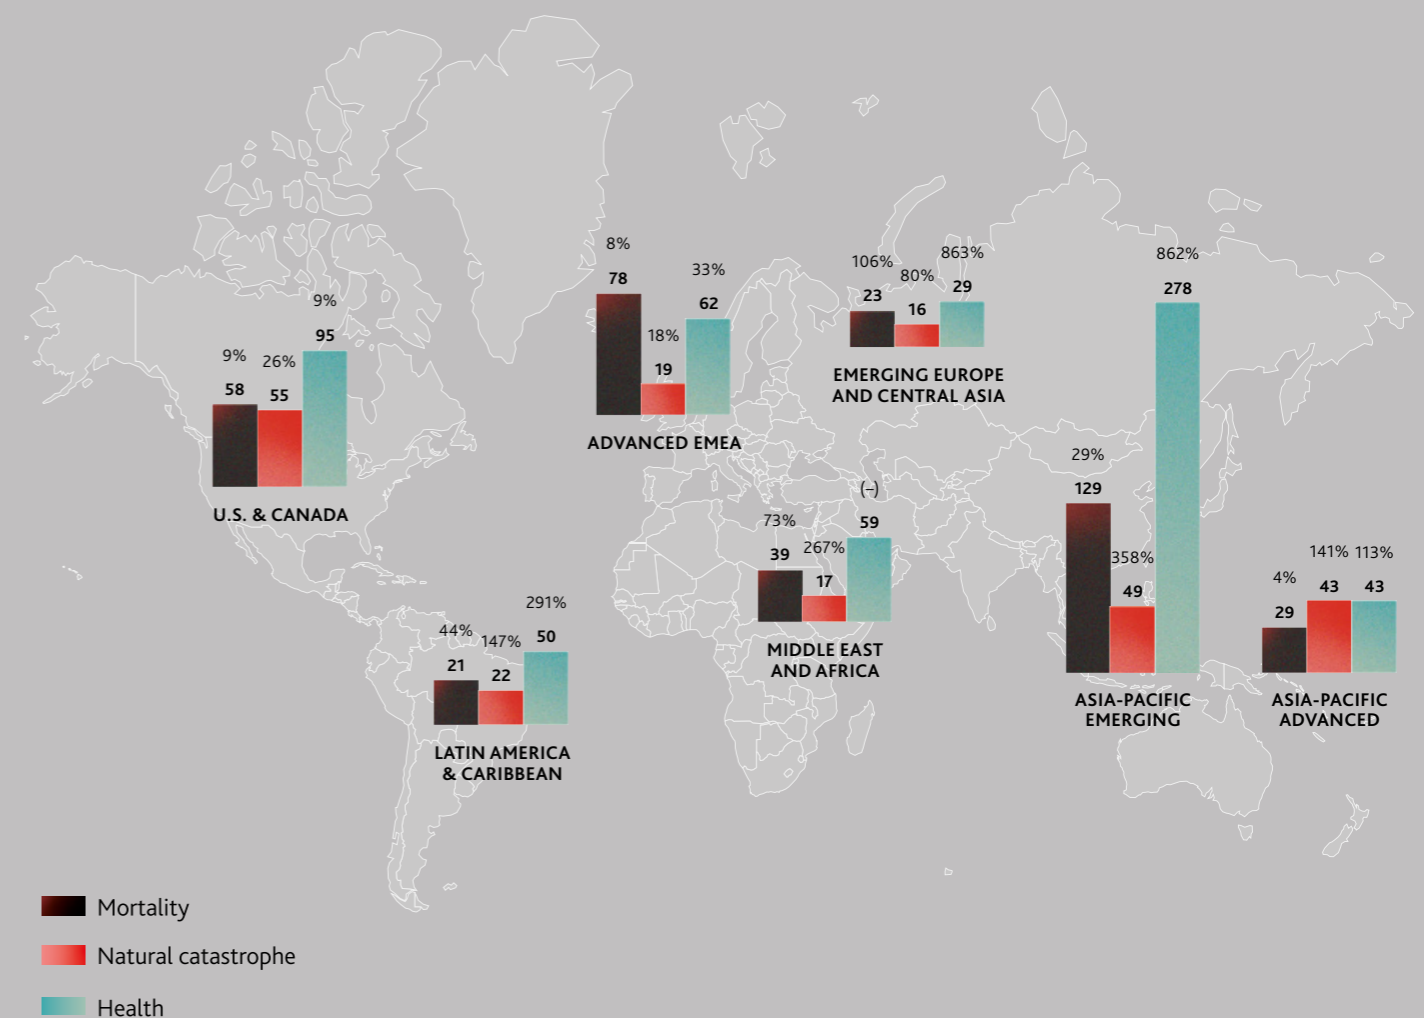 9%
58
26%
55
9%
95
U.S. & CANADA
44%
21
147%
22
291%
50
LATIN AMERICA
& CARIBBEAN
8%
78
18%
19
33%
62
ADVANCED EMEA
106%
23
80%
16
863%
29
EMERGING EUROPE
AND CENTRAL ASIA
73%
39
267%
17
(–)
59
MIDDLE EAST
AND AFRICA
29%
129
358%
49
862%
278
ASIA-PACIFIC
EMERGING
4%
29
141%
43
113%
43
ASIA-PACIFIC
ADVANCED
Mortality
Natural catastrophe
Health